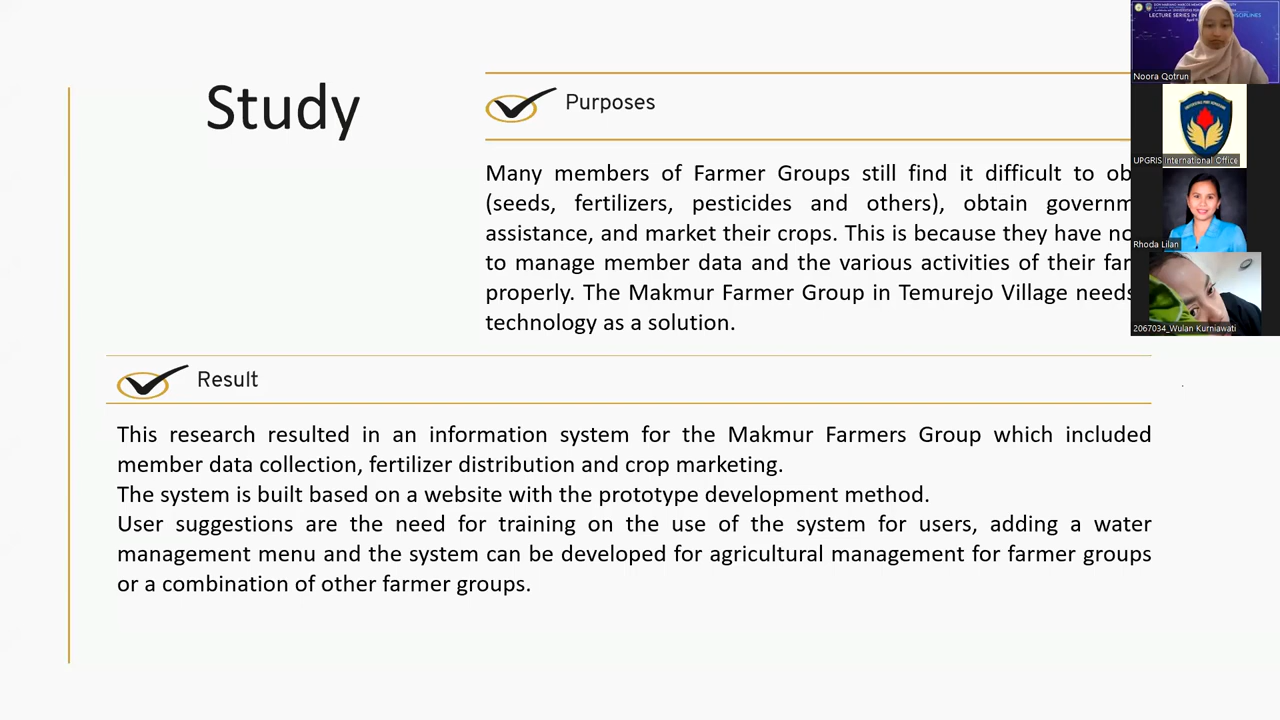 Study
Purposes
Many members of Farmer Groups still find it difficult to ob
(seeds, fertilizers, pesticides and others), obtain governm
assistance, and market their crops. This is because they have no
to manage member data and the various activities of their far
properly. The Makmur Farmer Group in Temurejo Village needs
technology as a solution.
Result
This research resulted in an information system for the Makmur Farmers Group which included
member data collection, fertilizer distribution and crop marketing.
The system is built based on a website with the prototype development method.
User suggestions are the need for training on the use of the system for users, adding a water
management menu and the system can be developed for agricultural management for farmer groups
or a combination of other farmer groups.
LECTURE SERIES IN
Noora Qotrun
UPGRIS International Office
Rhoda Lilan
2067034_Wulan Kurniawati